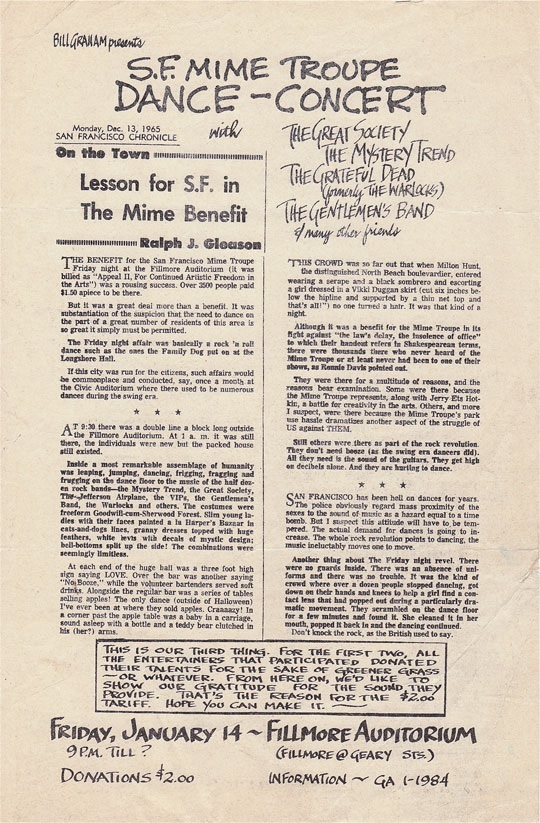 BILL GRAHAM presents
S.F. MIME TROUPE
DANCE - CONCERT
with
THE GREAT SOCIETY
THE MYSTERY TREND
THE GRATEFUL DEAD
(formerly THE WARLOCKS)
THE GENTLEMEN'S BAND
& many other friends
Monday, Dec. 13, 1965
SAN FRANCISCO CHRONICLE
On the Town
Lesson for S.F. in
The Mime Benefit
Ralph J. Gleason
THE BENEFIT for the San Francisco Mime Troupe
Friday night at the Fillmore Auditorium (it was
billed as "Appeal II, For Continued Artistic Freedom in
the Arts") was a rousing success. Over 3500 people paid
$1.50 apiece to be there.
But it was a great deal more than a benefit. It was
substantiation of the suspicion that the need to dance on
the part of a great number of residents of this area is
so great it simply must be permitted.
The Friday night affair was basically a rock 'n roll
dance such as the ones the Family Dog put on at the
Longshore Hall.
If this city was run for the citizens, such affairs would
be commonplace and conducted, say, once a month at
the Civic Auditorium where there used to be numerous
dances during the swing era.
★ ★ ★
AT 9:30 there was a double line a block long outside
the Fillmore Auditorium. At 1 a. m. it was still
there, the individuals were new but the packed house
still existed.
Inside a most remarkable assemblage of humanity
was leaping, jumping, dancing, frigging, fragging and
frugging on the dance floor to the music of the half doz-
en rock bands—the Mystery Trend, the Great Society,
The Jefferson Airplane, the VIP's, the Gentlemen's
Band, the Warlocks and others. The costumes were
freeform Goodwill-cum-Sherwood Forest. Slim young la-
dies with their faces painted a la Harper's Bazaar in
cats-and-dogs lines, granny dresses topped with huge
feathers, white levis with decals of mystic design;
bell-bottoms split up the side! The combinations were
seemingly limitless.
At each end of the huge hall was a three foot high
sign saying LOVE. Over the bar was another saying
"No Booze," while the volunteer bartenders served soft
drinks. Alongside the regular bar was a series of tables
selling apples! The only dance (outside of Halloween)
I've ever been at where they sold apples. Craaaazy! In
a corner past the apple table was a baby in a carriage,
sound asleep with a bottle and a teddy bear clutched in
his (her?) arms.
THIS CROWD was so far out that when Milton Hunt,
the distinguished North Beach boulevardier, entered
wearing a serape and a black sombrero and escorting
a girl dressed in a Vikki Duggan skirt (cut six inches be-
low the hipline and supported by a thin net top and
that's all!") no one turned a hair. It was that kind of a
night.
Although it was a benefit for the Mime Troupe in its
fight against "the law's delay, the insolence of office"
to which their handout refers in Shakespearean terms,
there were thousands there who never heard of the
Mime Troupe or at least never had been to one of their
shows, as Ronnie Davis pointed out.
They were there for a multitude of reasons, and the
reasons bear examination. Some were there because
the Mime Troupe represents, along with Jerry Ets Hot-
kin, a battle for creativity in the arts. Others, and more
I suspect, were there because the Mime Troupe's park
use hassle dramatizes another aspect of the struggle of
US against THEM.
Still others were there as part of the rock revolution.
They don't need booze (as the swing era dancers did).
All they need is the sound of the guitars. They get high
on decibels alone. And they are hurting to dance.
★ ★ ★
SAN FRANCISCO has been hell on dances for years.
The police obviously regard mass proximity of the
sexes to the sound of music as a hazard equal to a time
bomb. But I suspect this attitude will have to be tem-
pered. The actual demand for dances is going to in-
crease. The whole rock revolution points to dancing, the
music ineluctably moves one to move.
Another thing about The Friday night revel. There
were no guards inside. There was an absence of uni-
forms and there was no trouble. It was the kind of
crowd where over a dozen people stopped dancing, got
down on their hands and knees to help a girl find a con-
tact lens that had popped out during a particularly dra-
matic movement. They scrambled on the dance floor
for a few minutes and found it. She cleaned it in her
mouth, popped it back in and the dancing continued.
Don't knock the rock, as the British used to say.
THIS IS OUR THIRD THING. FOR THE FIRST TWO, ALL
THE ENTERTAINERS THAT PARTICIPATED DONATED
THEIR TALENTS FOR THE SAKE OF GREENER GRASS
—OR WHATEVER. FROM HERE ON, WE'D LIKE TO
SHOW OUR GRATITUDE FOR THE SOUND THEY
PROVIDE. THAT'S THE REASON FOR THE $2.00
TARIFF. HOPE YOU CAN MAKE IT. —
FRIDAY, JANUARY 14 ~ FILLMORE AUDITORIUM
9 P.M. TILL ?
(FILLMORE @ GEARY STS.)
DONATIONS $2.00
INFORMATION ~ GA 1-1984